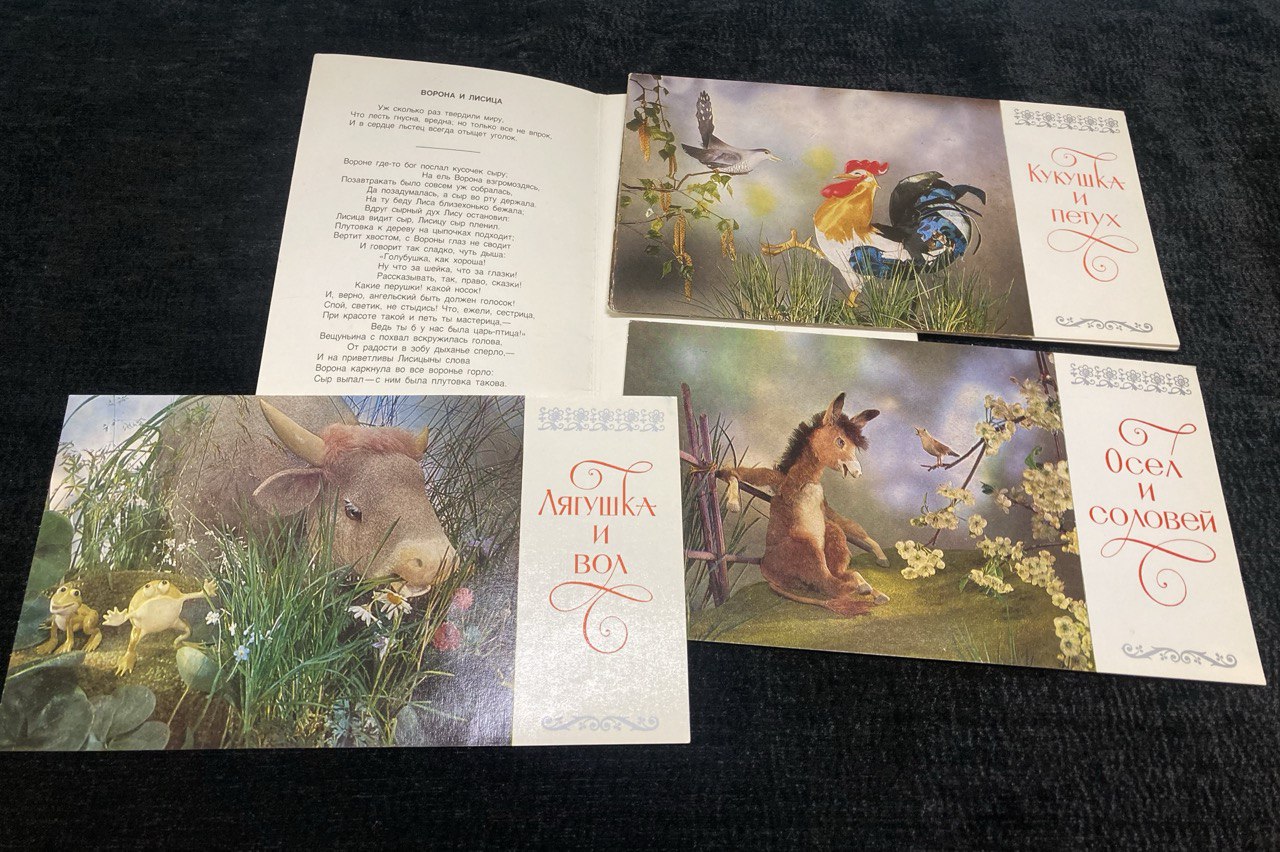 ВОРОНА И ЛИСИЦА
Уж сколько раз твердили миру,
Что лесть гнусна, вредна; но только все не впрок,
И в сердце льстец всегда отыщет уголок.
Вороне где-то бог послал кусочек сыру;
На ель Ворона взгромоздясь,
Позавтракать было совсем уж собралась,
Да позадумалась, а сыр во рту держала.
На ту беду Лиса близехонько бежала;
Вдруг сырный дух Лису остановил:
Лисица видит сыр, Лисицу сыр пленил.
Плутовка к дереву на цыпочках подходит;
Вертит хвостом, с Вороны глаз не сводит
И говорит так сладко, чуть дыша:
«Голубушка, как хороша!
Ну что за шейка, что за глазки!
Рассказывать, так, право, сказки!
Какие перушки! какой носок!
И, верно, ангельский быть должен голосок!
Спой, светик, не стыдись! Что, ежели, сестрица,
При красоте такой и петь ты мастерица,—
Ведь ты б у нас была царь-птица!»
Вещуньина с похвал вскружилась голова,
От радости в зобу дыханье сперло,—
И на приветливы Лисицыны слова
Ворона каркнула во все воронье горло:
Сыр выпал—с ним была плутовка такова.
Кукушка
и
петух
Осел
и
соловей
Лягушка
и
вол